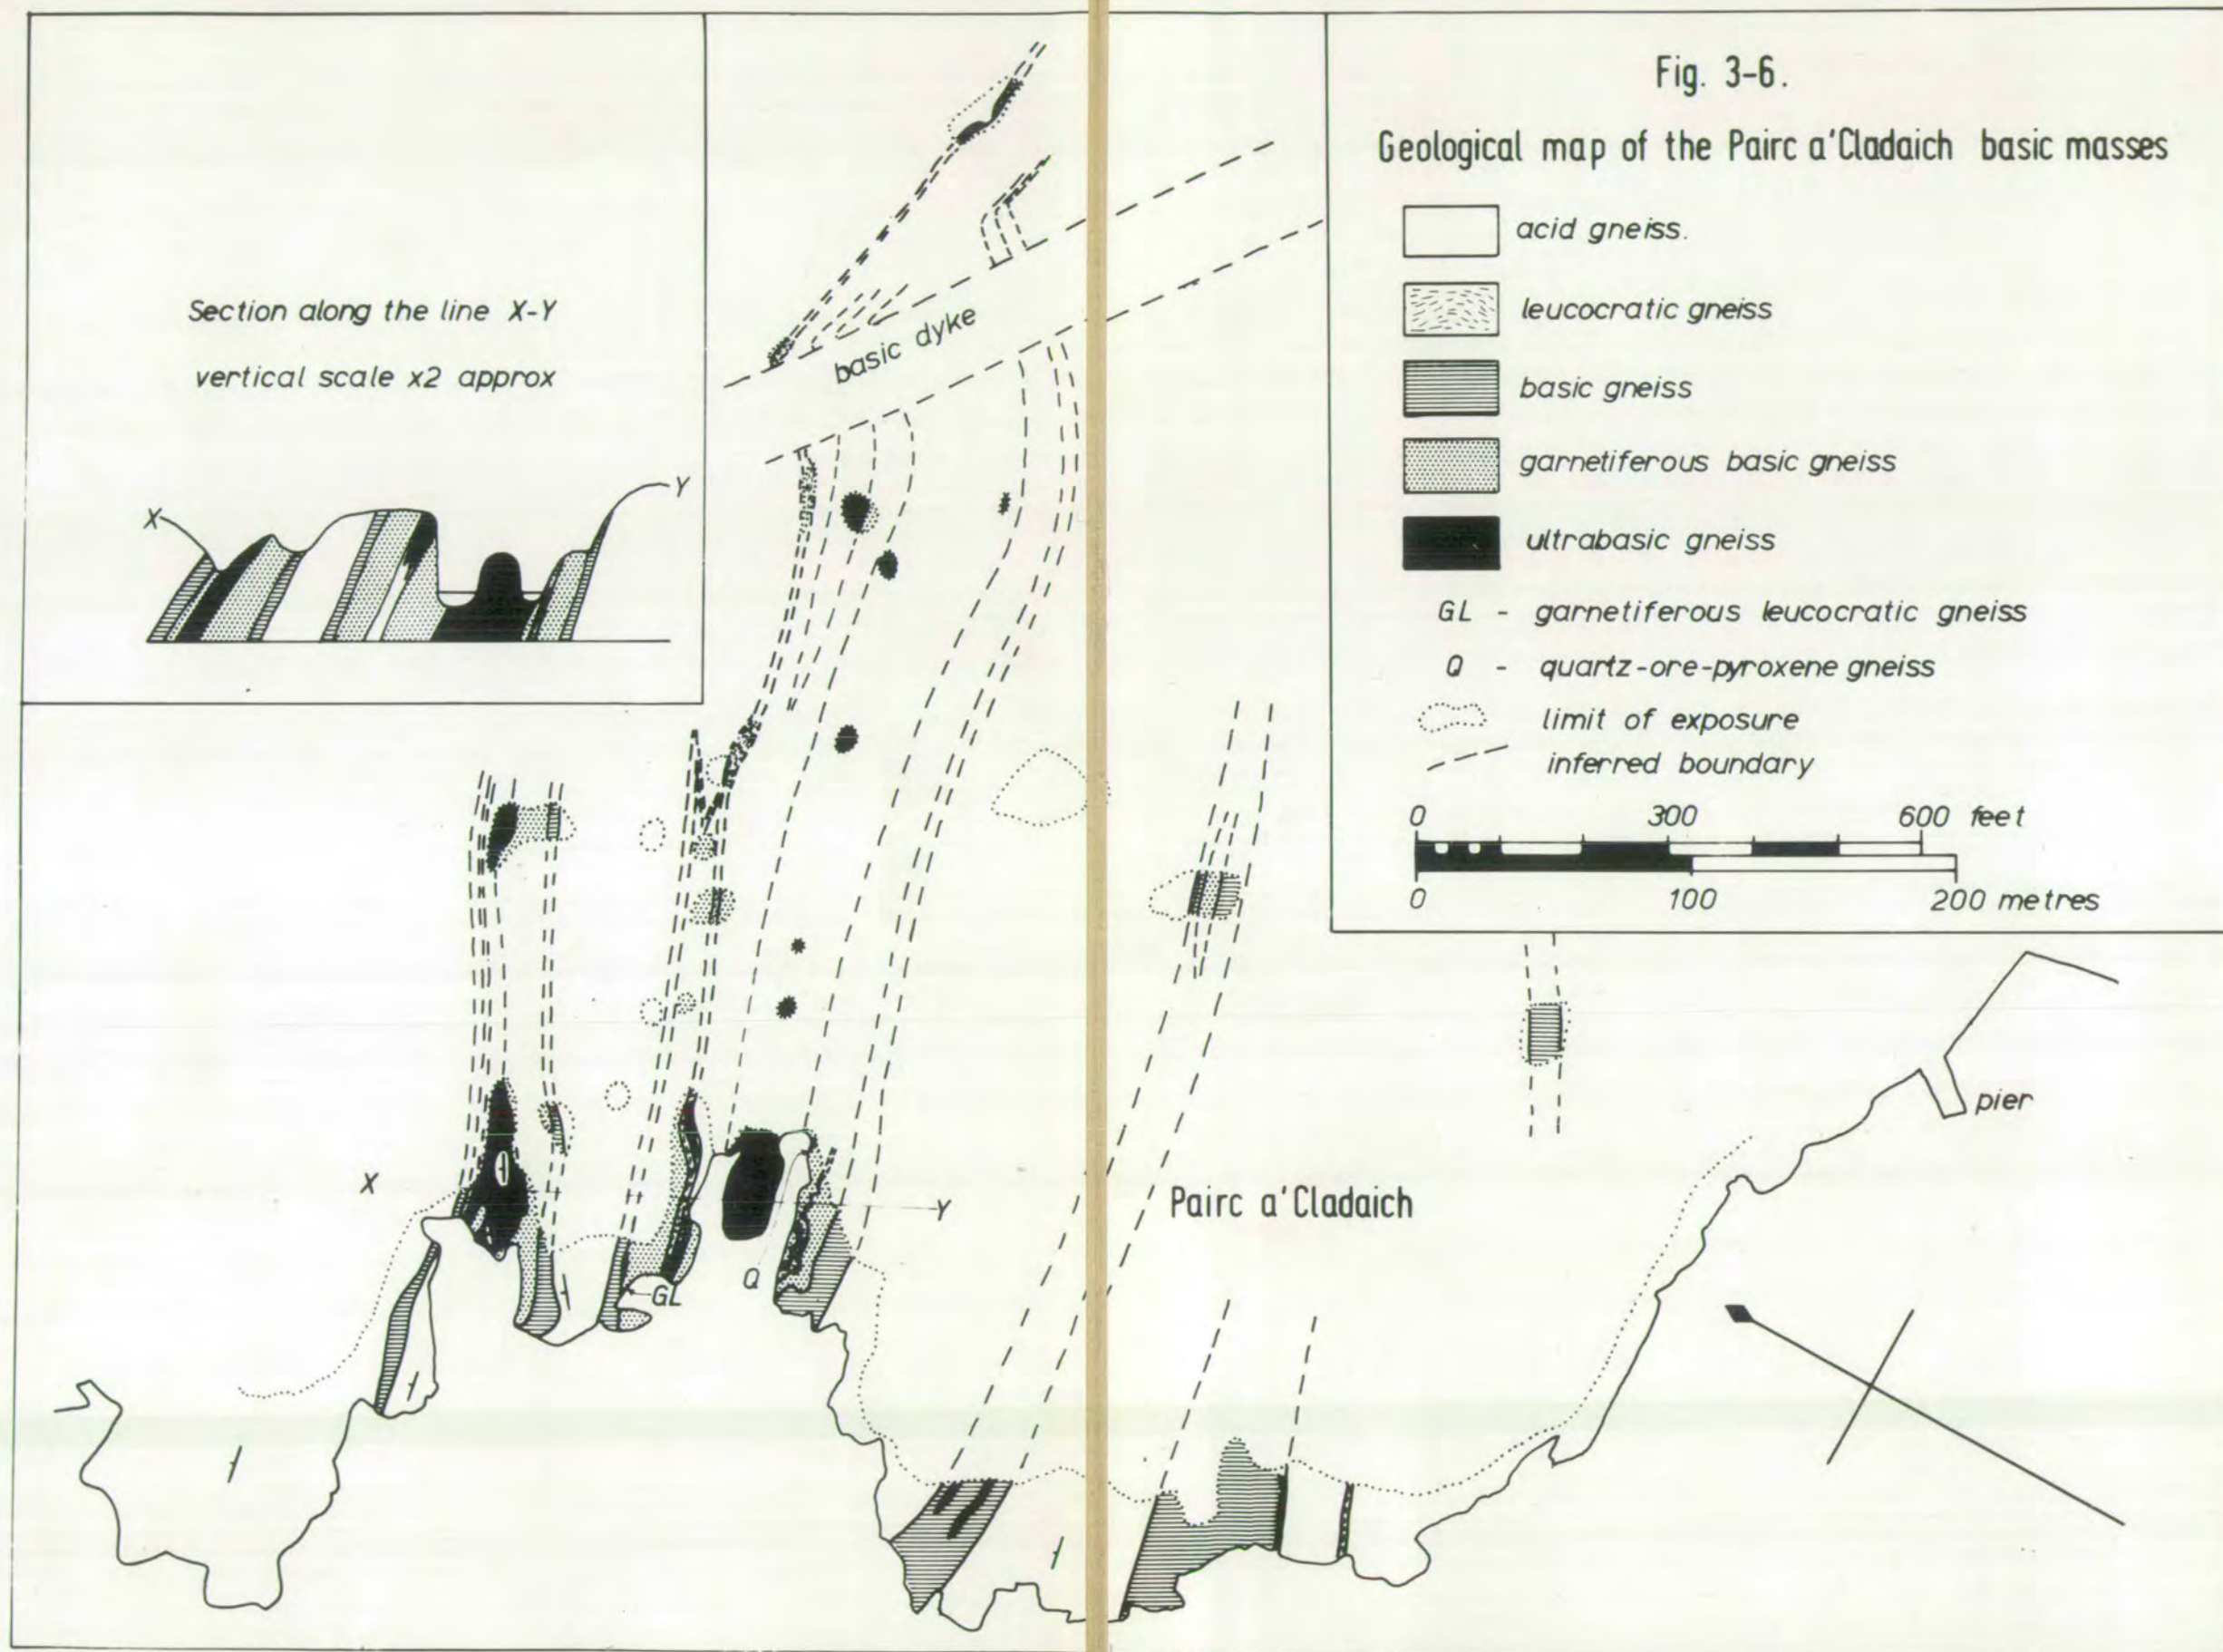 Fig. 3-6.
Geological map of the Pairc a'Cladaich basic masses
acid gneiss.
leucocratic gneiss
basic gneiss
garnetiferous basic gneiss
ultrabasic gneiss
GL - garnetiferous leucocratic gneiss
Q - quartz-ore-pyroxene gneiss
limit of exposure
inferred boundary
0 300 600 feet
0 100 200 metres
Section along the line X-Y
vertical scale x2 approx
X
Y
basic dyke
X
Y
Q
GL
Pairc a'Cladaich
pier